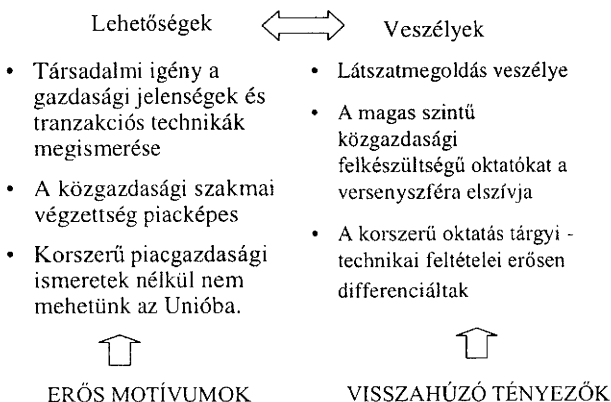 Lehetőségek
Veszélyek
• Társadalmi igény a
gazdasági jelenségek és
tranzakciós technikák
megismerése
• A közgazdasági szakmai
végzettség piacképes
• Korszerű piacgazdasági
ismeretek nélkül nem
mehetünk az Unióba.
ERŐS MOTÍVUMOK
• Látszatmegoldás veszélye
• A magas szintű
közgazdasági
felkészültségű oktatókat a
versenyszféra elszívja
• A korszerű oktatás tárgyi -
technikai feltételei erősen
differenciáltak
VISSZAHÚZÓ TÉNYEZŐK